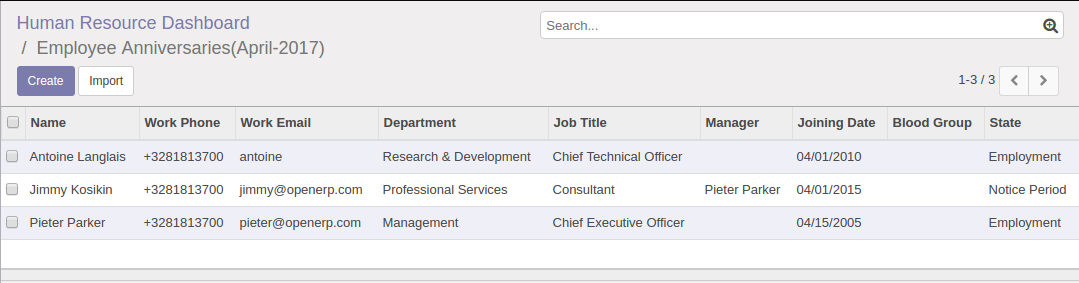 Human Resource Dashboard
/ Employee Anniversaries(April-2017)
Search...
Create Import
1-3 / 3
Name Work Phone Work Email Department Job Title Manager Joining Date Blood Group State
Antoine Langlais +3281813700 antoine Research & Development Chief Technical Officer 04/01/2010 Employment
Jimmy Kosikin +3281813700 jimmy@openerp.com Professional Services Consultant Pieter Parker 04/01/2015 Notice Period
Pieter Parker +3281813700 pieter@openerp.com Management Chief Executive Officer 04/15/2005 Employment